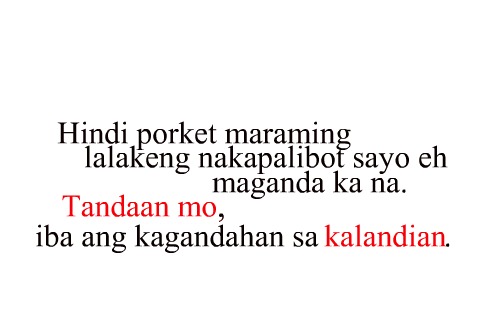 Hindi porket maraming
lalakeng nakapalibot sayo eh
maganda ka na.
Tandaan mo,
iba ang kagandahan sa kalandian.